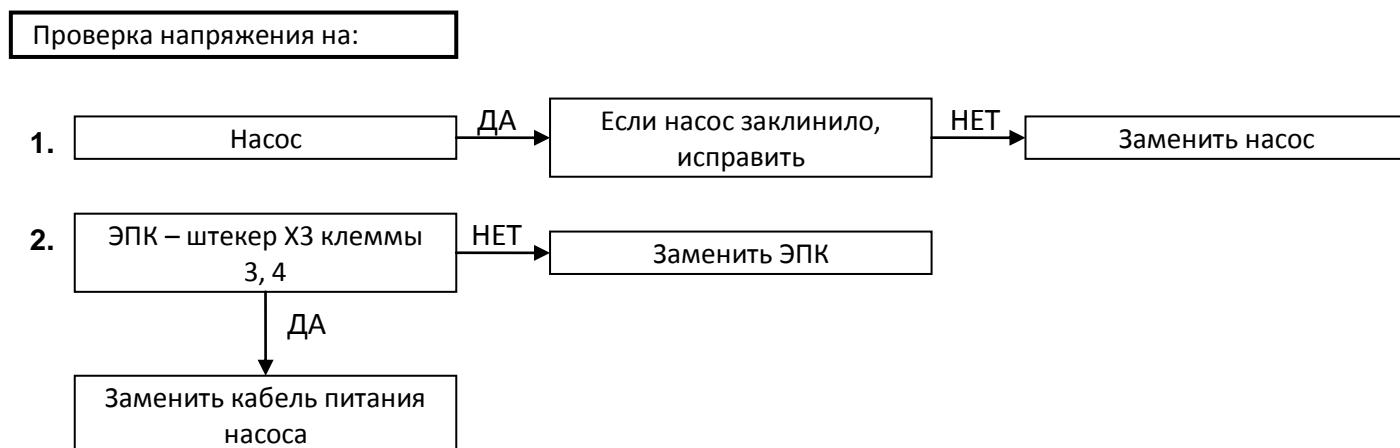 Проверка напряжения на:
1.
Насос
ДА
Если насос заклинило,
исправить
НЕТ
Заменить насос
2.
ЭПК – штекер Х3 клеммы
3, 4
НЕТ
Заменить ЭПК
ДА
Заменить кабель питания
насоса